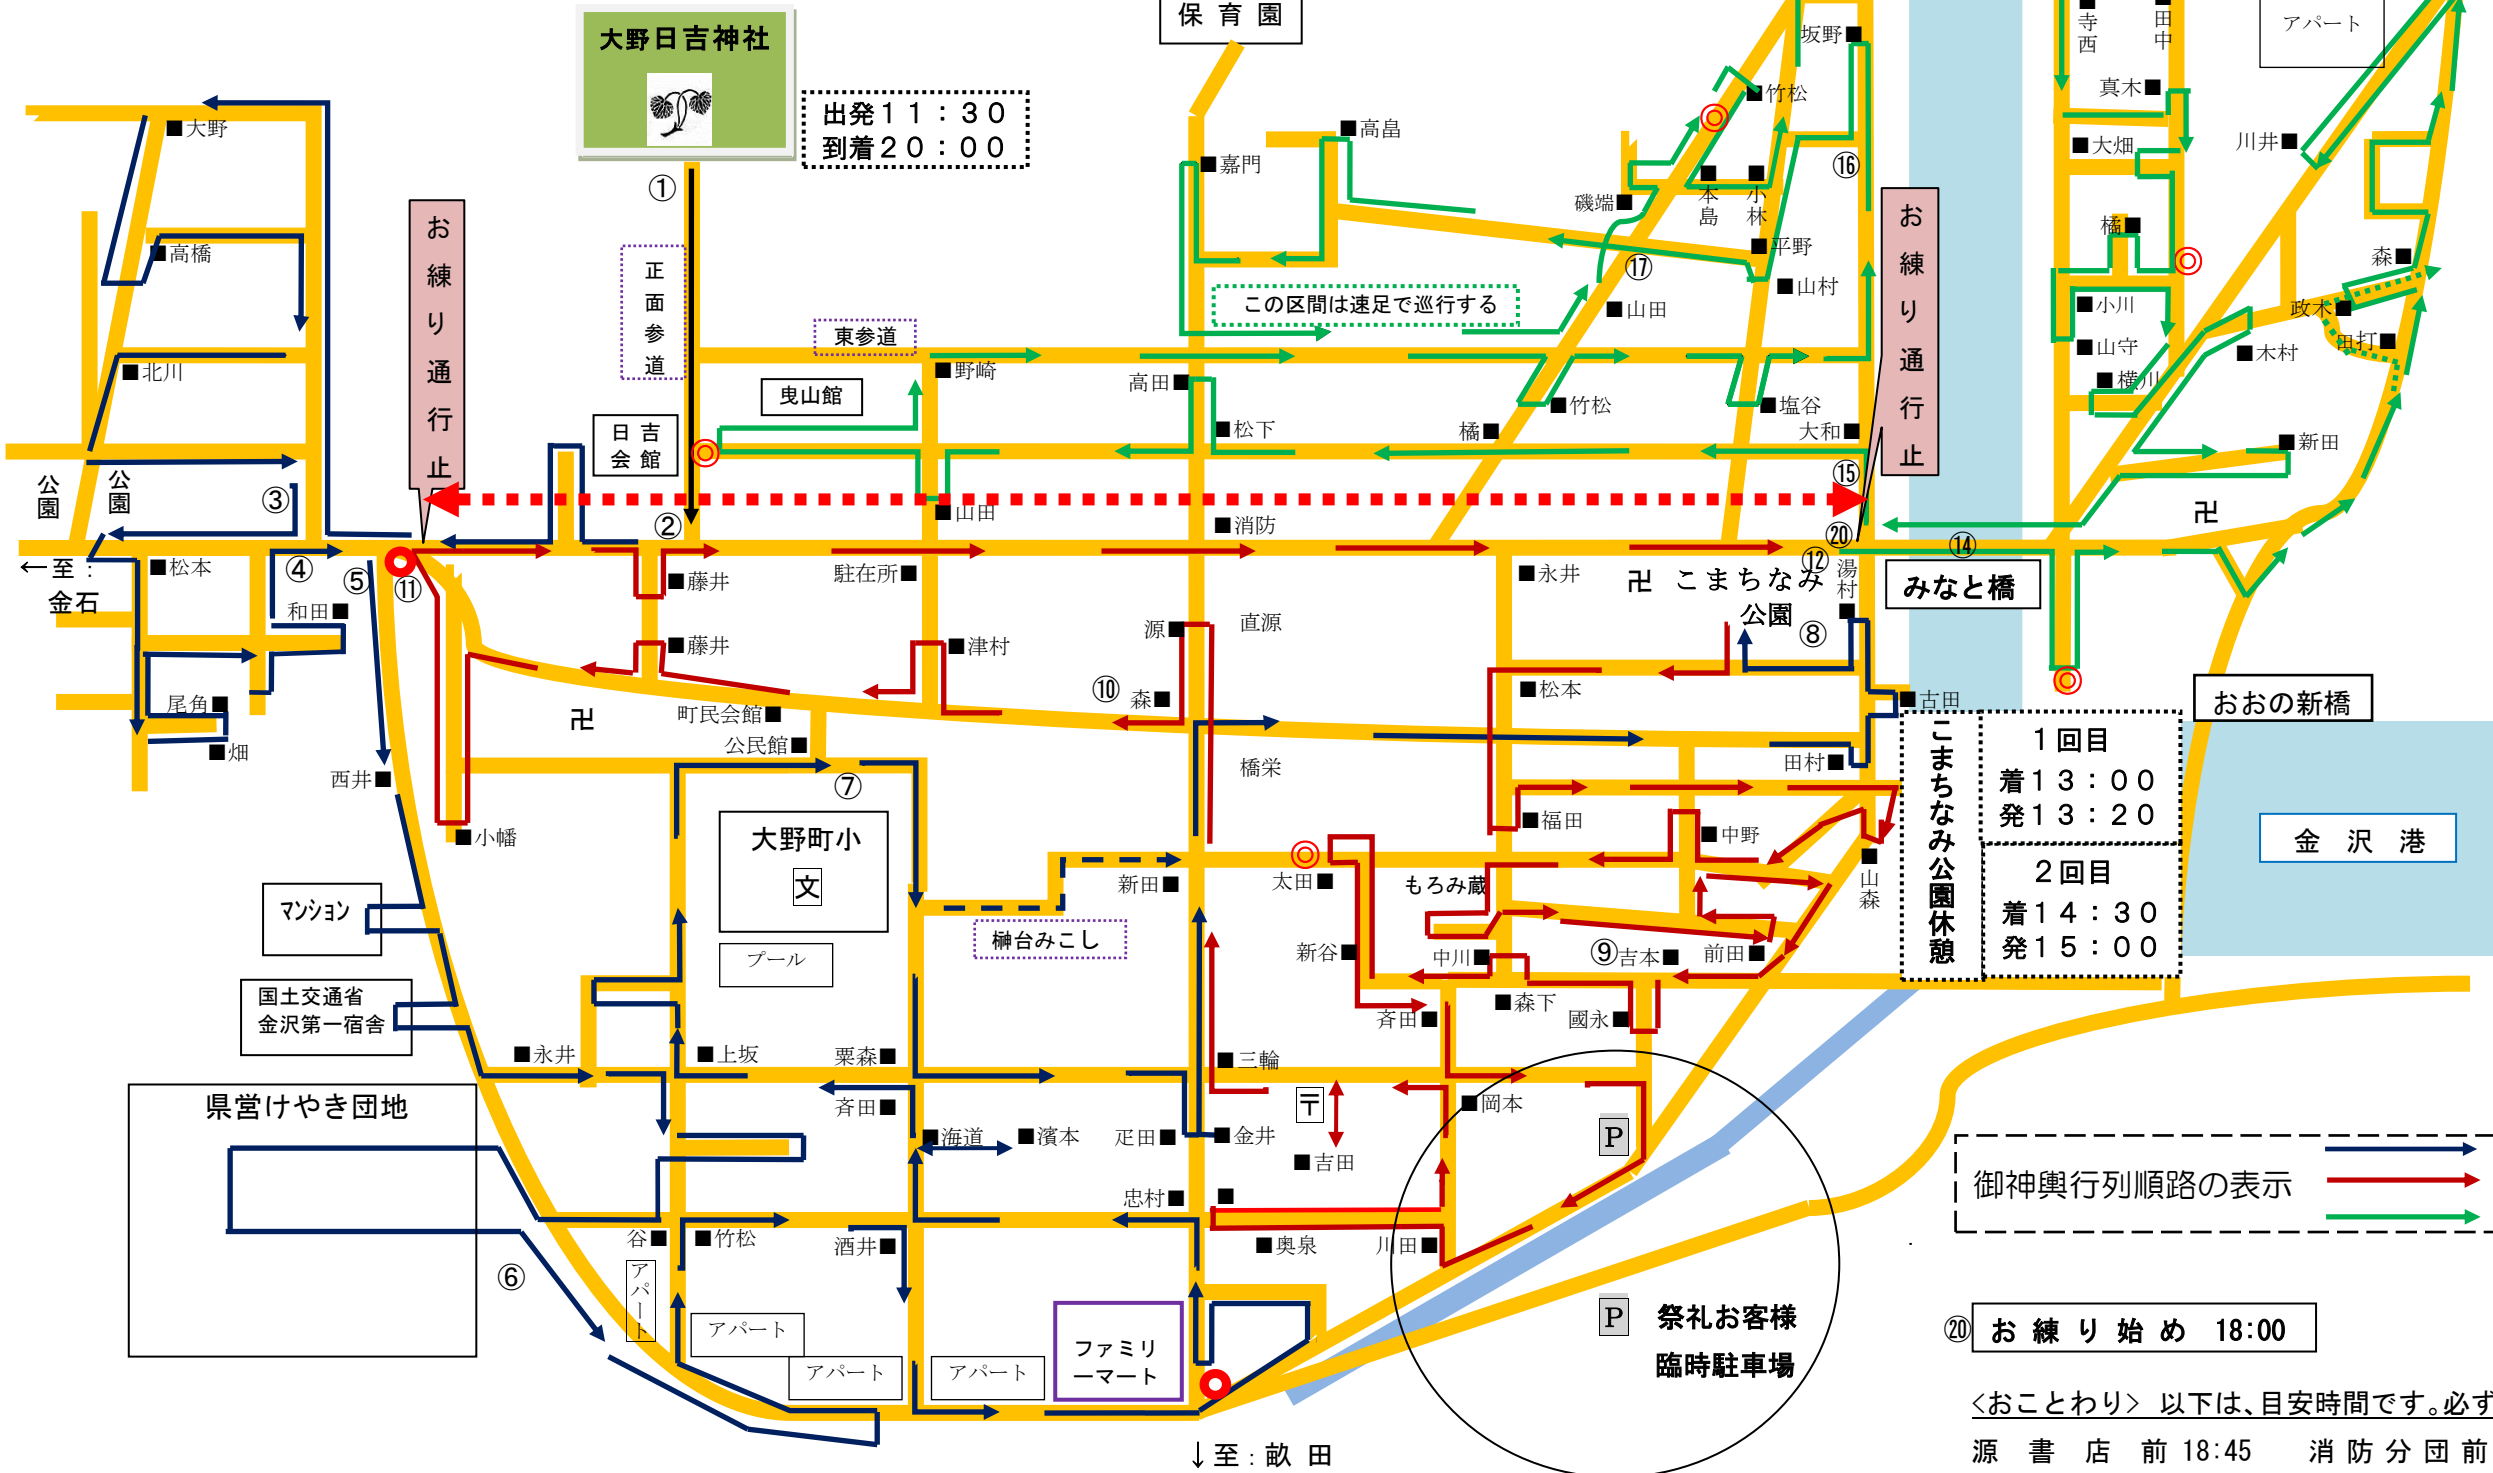 保育園
大野日吉神社
出発11：30
到着20：00
坂野■
■寺西
■田中
アパート
■大野
■竹松
真木■
■高畠
■嘉門
■大畑
川井■
①
⑯
磯端■
■本島
■小林
■高橋
お練り通行止
正面参道
■平野
お練り通行止
橘■
森■
⑰
■山村
この区間は速足で巡行する
■山田
■小川
政木■
東参道
■山守
田打■
■木村
■北川
■野崎
高田■
■横川
曳山館
■竹松
■塩谷
日吉
会館
■松下
橘■
大和■
■新田
公園
公園
③
⑮
②
■山田
■消防
卍
⑳
⑭
⑫
←至：
金石
■松本
④
⑤
⑪
■藤井
駐在所■
■永井
卍 こまちなみ
公園
湯村■
みなと橋
和田■
■藤井
■津村
源■
直源
⑧
尾角■
⑩
森■
■松本
■古田
おおの新橋
卍
町民会館■
公民館■
■畑
西井■
橋栄
田村■
⑦
こまちなみ公園休憩
1回目
着13：00
発13：20
2回目
着14：30
発15：00
■小幡
大野町小
文
■福田
■中野
金沢港
マンション
新田■
太田■
もろみ蔵
■山森
榊台みこし
プール
新谷■
中川■
⑨
吉本■
前田■
国土交通省
金沢第一宿舎
■森下
斉田■
國永■
■永井
■上坂
粟森■
■三輪
県営けやき団地
斉田■
〒
■岡本
■海道
■濱本
疋田■
■金井
P
■吉田
御神輿行列順路の表示
忠村■
■
谷■
■竹松
酒井■
■奥泉
川田■
⑥
アパート
アパート
アパート
アパート
ファミリ
ーマート
P
祭礼お客様
臨時駐車場
⑳
お練り始め 18:00
<おことわり> 以下は、目安時間です。必ず
源書店前18:45 消防分団前
↓至：畝田